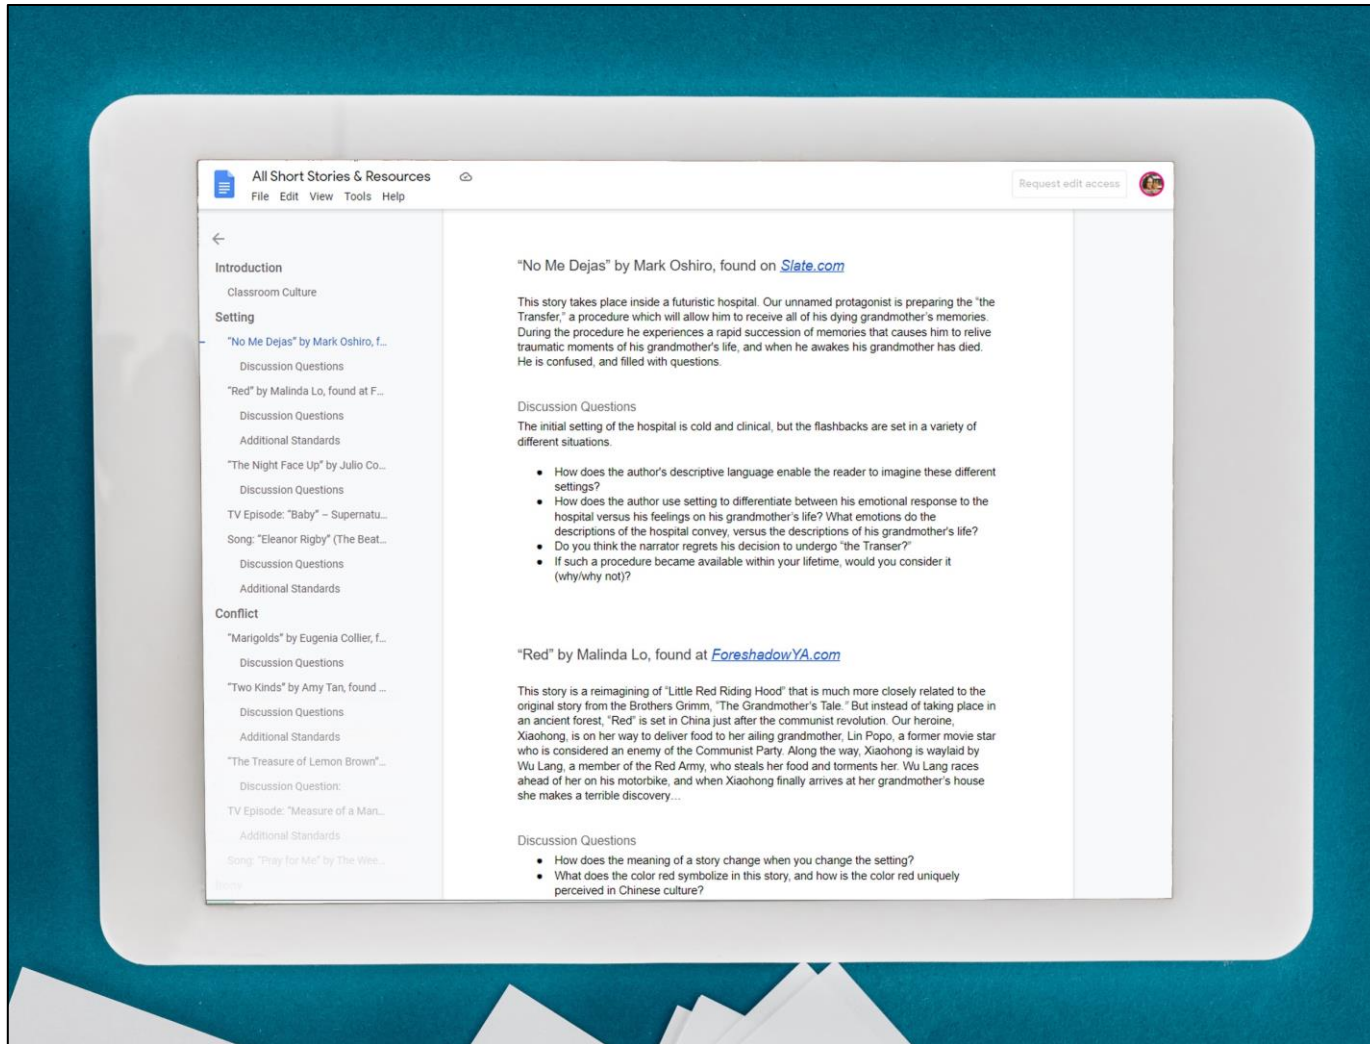 All Short Stories & Resources
File Edit View Tools Help
Request edit access
Introduction
Classroom Culture
Setting
"No Me Dejas" by Mark Oshiro, f...
Discussion Questions
"Red" by Malinda Lo, found at F...
Discussion Questions
Additional Standards
"The Night Face Up" by Julio Co...
Discussion Questions
TV Episode: "Baby" – Supernatu...
Song: "Eleanor Rigby" (The Beat...
Discussion Questions
Additional Standards
Conflict
"Marigolds" by Eugenia Collier, f...
Discussion Questions
"Two Kinds" by Amy Tan, found ...
Discussion Questions
Additional Standards
"The Treasure of Lemon Brown"...
Discussion Question:
TV Episode: "Measure of a Man...
Additional Standards
Song: "Pray for Me" by The Wee...
"No Me Dejas" by Mark Oshiro, found on Slate.com
This story takes place inside a futuristic hospital. Our unnamed protagonist is preparing the "the
Transfer," a procedure which will allow him to receive all of his dying grandmother's memories.
During the procedure he experiences a rapid succession of memories that causes him to relive
traumatic moments of his grandmother's life, and when he awakes his grandmother has died.
He is confused, and filled with questions.
Discussion Questions
The initial setting of the hospital is cold and clinical, but the flashbacks are set in a variety of
different situations.
● How does the author's descriptive language enable the reader to imagine these different
settings?
● How does the author use setting to differentiate between his emotional response to the
hospital versus his feelings on his grandmother's life? What emotions do the
descriptions of the hospital convey, versus the descriptions of his grandmother's life?
● Do you think the narrator regrets his decision to undergo "the Transer?"
● If such a procedure became available within your lifetime, would you consider it
(why/why not)?
"Red" by Malinda Lo, found at ForeshadowYA.com
This story is a reimagining of "Little Red Riding Hood" that is much more closely related to the
original story from the Brothers Grimm, "The Grandmother's Tale." But instead of taking place in
an ancient forest, "Red" is set in China just after the communist revolution. Our heroine,
Xiaohong, is on her way to deliver food to her ailing grandmother, Lin Popo, a former movie star
who is considered an enemy of the Communist Party. Along the way, Xiaohong is waylaid by
Wu Lang, a member of the Red Army, who steals her food and torments her. Wu Lang races
ahead of her on his motorbike, and when Xiaohong finally arrives at her grandmother's house
she makes a terrible discovery…
Discussion Questions
● How does the meaning of a story change when you change the setting?
● What does the color red symbolize in this story, and how is the color red uniquely
perceived in Chinese culture?